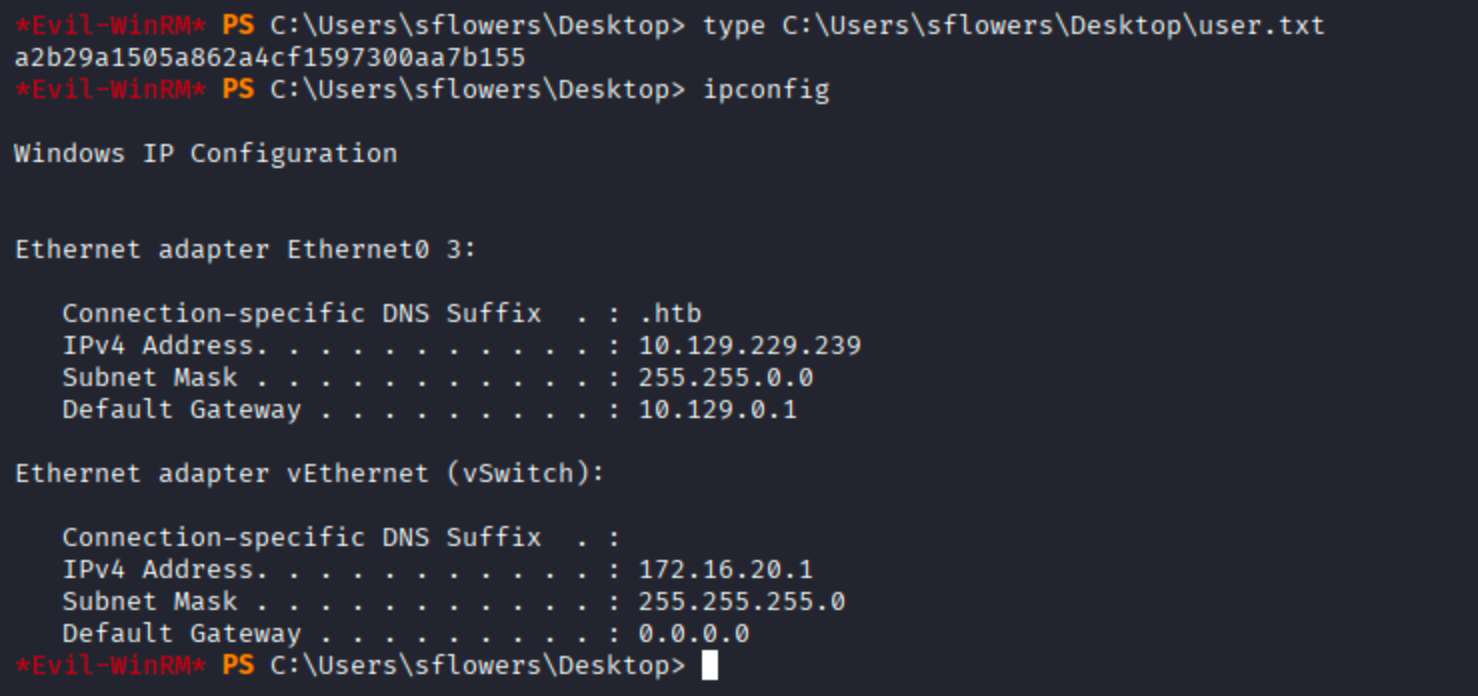 *Evil-WinRM* PS C:\Users\sflowers\Desktop> type C:\Users\sflowers\Desktop\user.txt
a2b29a1505a862a4cf1597300aa7b155
*Evil-WinRM* PS C:\Users\sflowers\Desktop> ipconfig
Windows IP Configuration
Ethernet adapter Ethernet0 3:
   Connection-specific DNS Suffix  . : .htb
   IPv4 Address. . . . . . . . . . . : 10.129.229.239
   Subnet Mask . . . . . . . . . . . : 255.255.0.0
   Default Gateway . . . . . . . . . : 10.129.0.1
Ethernet adapter vEthernet (vSwitch):
   Connection-specific DNS Suffix  . :
   IPv4 Address. . . . . . . . . . . : 172.16.20.1
   Subnet Mask . . . . . . . . . . . : 255.255.255.0
   Default Gateway . . . . . . . . . : 0.0.0.0
*Evil-WinRM* PS C:\Users\sflowers\Desktop>